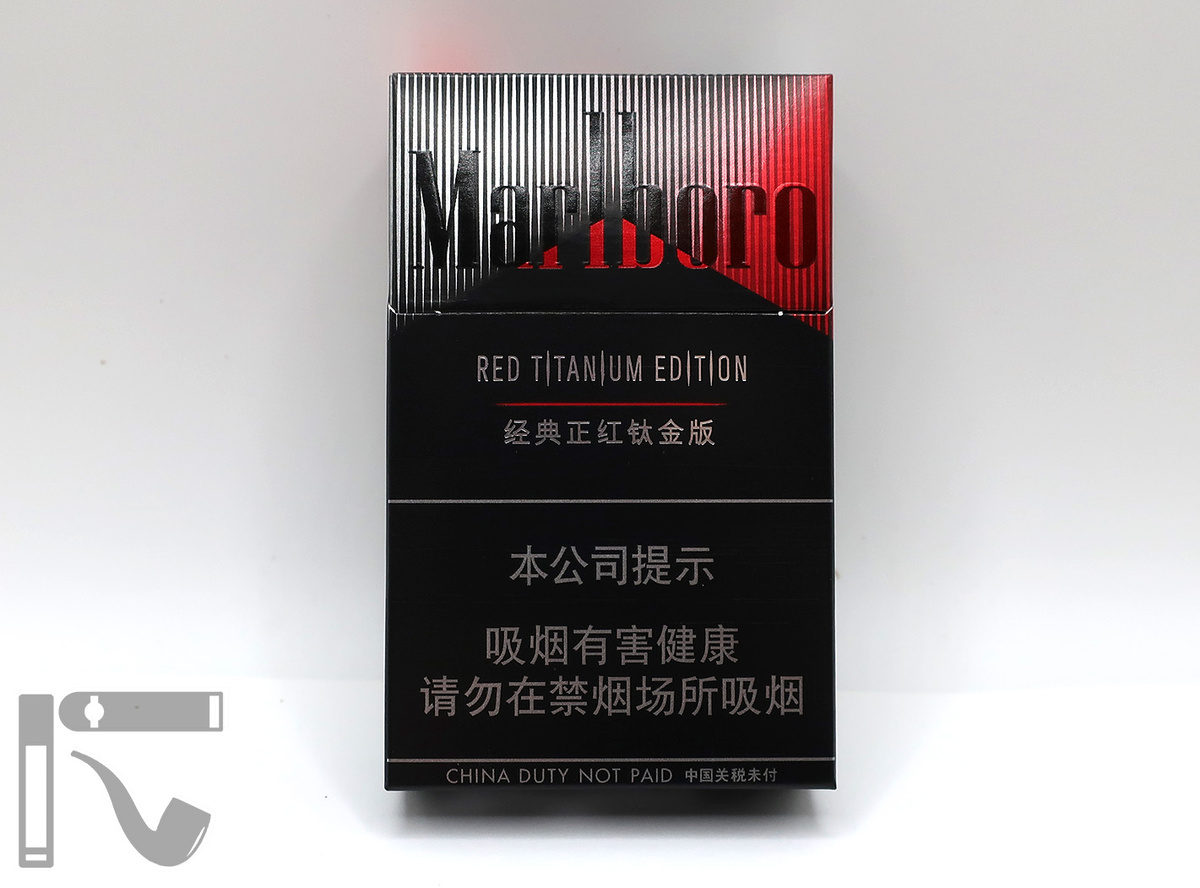 Marlboro
RED TITANIUM EDITION
经典正红钛金版
本公司提示
吸烟有害健康
请勿在禁烟场所吸烟
CHINA DUTY NOT PAID 中国关税未付